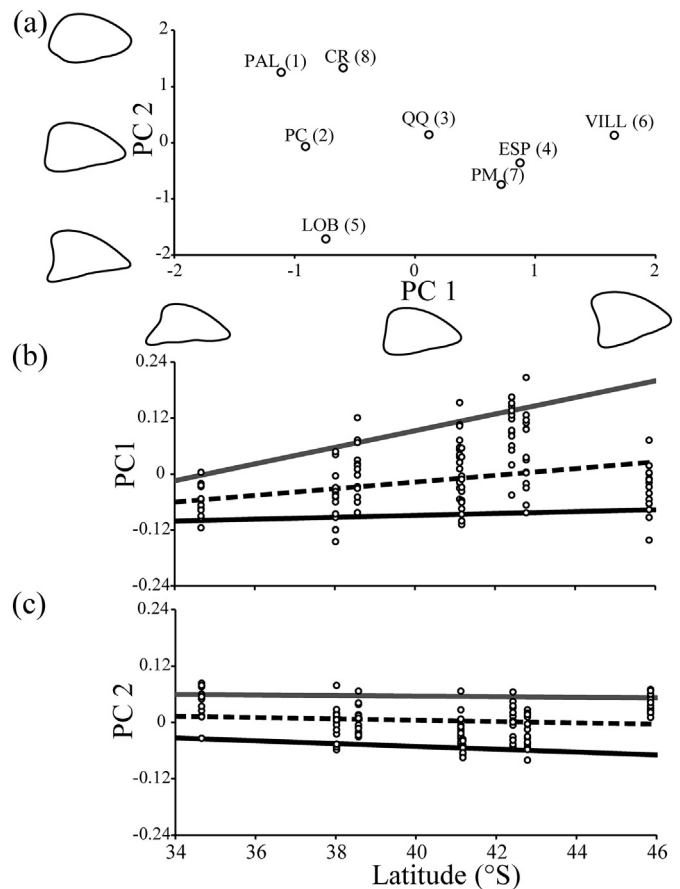 (a)
PC 2
2
1
0
-1
-2
PAL (1)
CR (8)
PC (2)
QQ (3)
VILL (6)
ESP (4)
PM (7)
LOB (5)
-2
-1
0
1
2
PC 1
(b)
PC1
0.24
0.12
0
-0.12
-0.24
(c)
PC 2
0.24
0.12
0
-0.12
-0.24
34
36
38
40
42
44
46
Latitude (°S)